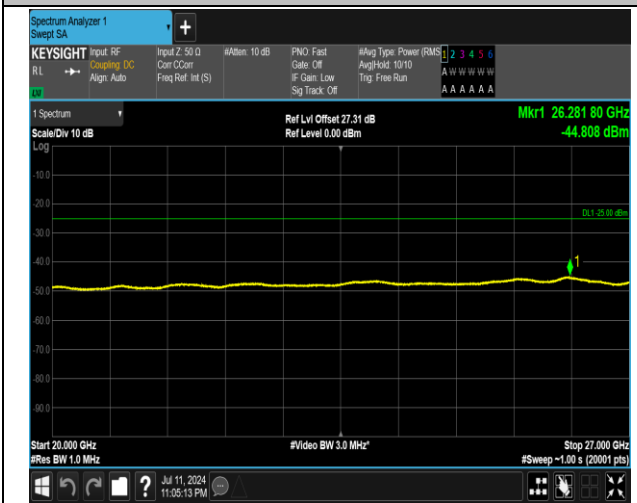 Spectrum Analyzer 1
Swept SA
+
KEYSIGHT
RL
LXI
Input: RF
Coupling: DC
Align: Auto
Input Z: 50 Ω
Corr CCorr
Freq Ref: Int (S)
#Atten: 10 dB
PNO: Fast
Gate: Off
IF Gain: Low
Sig Track: Off
#Avg Type: Power (RMS
Avg|Hold: 10/10
Trig: Free Run
1 2 3 4 5 6
A W W W W W
A A A A A A
1 Spectrum
Scale/Div 10 dB
Log
Ref Lvl Offset 27.31 dB
Ref Level 0.00 dBm
Mkr1 26.281 80 GHz
-44.808 dBm
-10.0
-20.0
DL1 -25.00 dBm
-30.0
-40.0
1
-50.0
-60.0
-70.0
-80.0
-90.0
Start 20.000 GHz
#Video BW 3.0 MHz*
Stop 27.000 GHz
#Res BW 1.0 MHz
#Sweep ~1.00 s (20001 pts)
?
Jul 11, 2024
11:05:13 PM